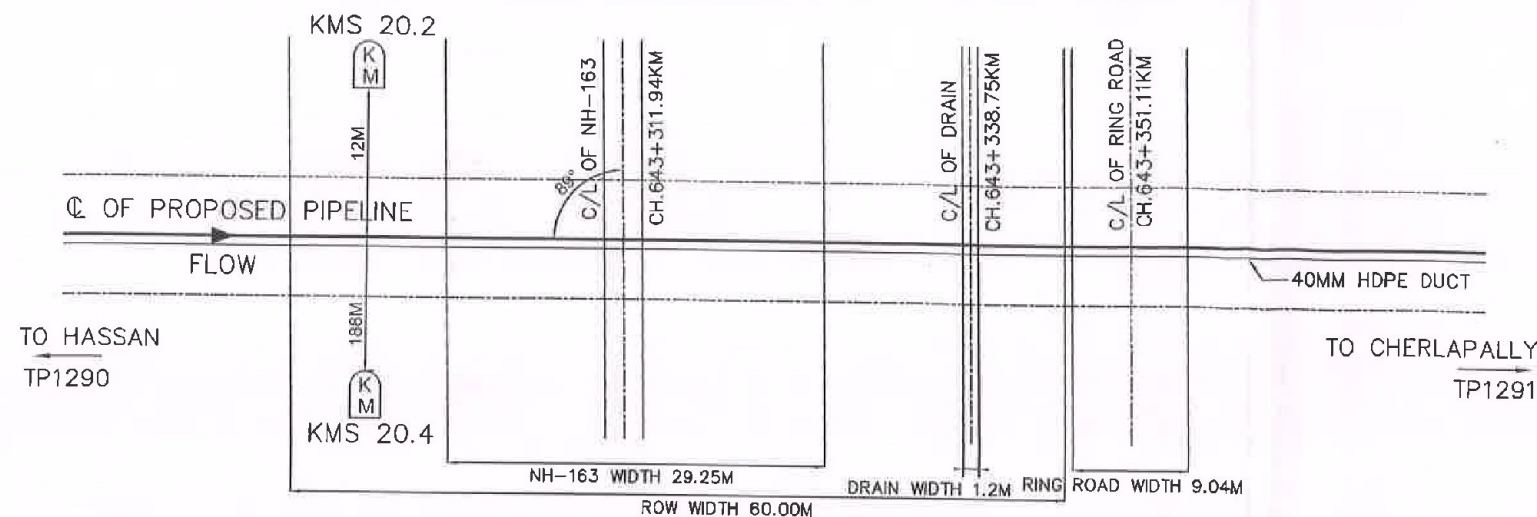 KMS 20.2
K
M
12M
C/L OF NH-163
CH.643+311.94KM
89°
C/L OF DRAIN
CH.643+338.75KM
C/L OF RING ROAD
CH.643+351.11KM
℄ OF PROPOSED PIPELINE
FLOW
40MM HDPE DUCT
188M
TO HASSAN
TP1290
TO CHERLAPALLY
TP1291
K
M
KMS 20.4
NH-163 WIDTH 29.25M
DRAIN WIDTH 1.2M
RING ROAD WIDTH 9.04M
ROW WIDTH 60.00M